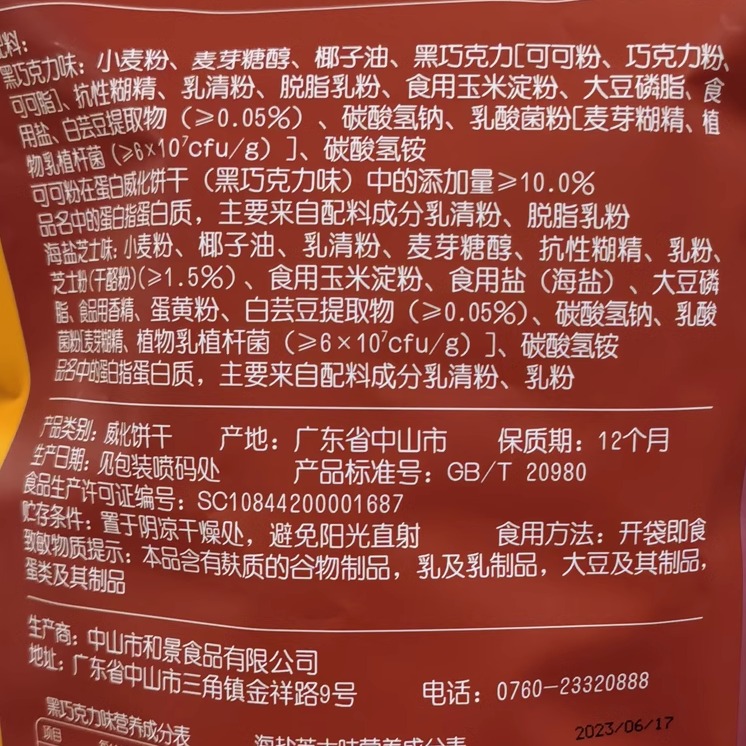 料:
黑巧克力味: 小麦粉、麦芽糖醇、椰子油、黑巧克力[可可粉、巧克力粉、
可可脂]、抗性糊精、乳清粉、脱脂乳粉、食用玉米淀粉、大豆磷脂、食
用盐、白芸豆提取物（≥0.05%）、碳酸氢钠、乳酸菌粉[麦芽糊精、植
物乳植杆菌（≥6×10⁷cfu/g）]、碳酸氢铵
可可粉在蛋白威化饼干（黑巧克力味）中的添加量≥10.0%
品名中的蛋白指蛋白质，主要来自配料成分乳清粉、脱脂乳粉
海盐芝士味: 小麦粉、椰子油、乳清粉、麦芽糖醇、抗性糊精、乳粉、
芝士粉(干酪粉)(≥1.5%）、食用玉米淀粉、食用盐（海盐）、大豆磷
脂、食品用香精、蛋黄粉、白芸豆提取物（≥0.05%）、碳酸氢钠、乳酸
菌粉[麦芽糊精、植物乳植杆菌（≥6×10⁷cfu/g）]、碳酸氢铵
品名中的蛋白指蛋白质，主要来自配料成分乳清粉、乳粉
产品类别: 威化饼干 产地: 广东省中山市 保质期: 12个月
生产日期: 见包装喷码处 产品标准号: GB/T 20980
食品生产许可证编号: SC10844200001687
贮存条件: 置于阴凉干燥处，避免阳光直射 食用方法: 开袋即食
致敏物质提示: 本品含有麸质的谷物制品，乳及乳制品，大豆及其制品，
蛋类及其制品
生产商: 中山市和景食品有限公司
地址: 广东省中山市三角镇金祥路9号 电话: 0760-23320888
黑巧克力味营养成分表 海盐芝士味营养成分表
项目
2023/06/17